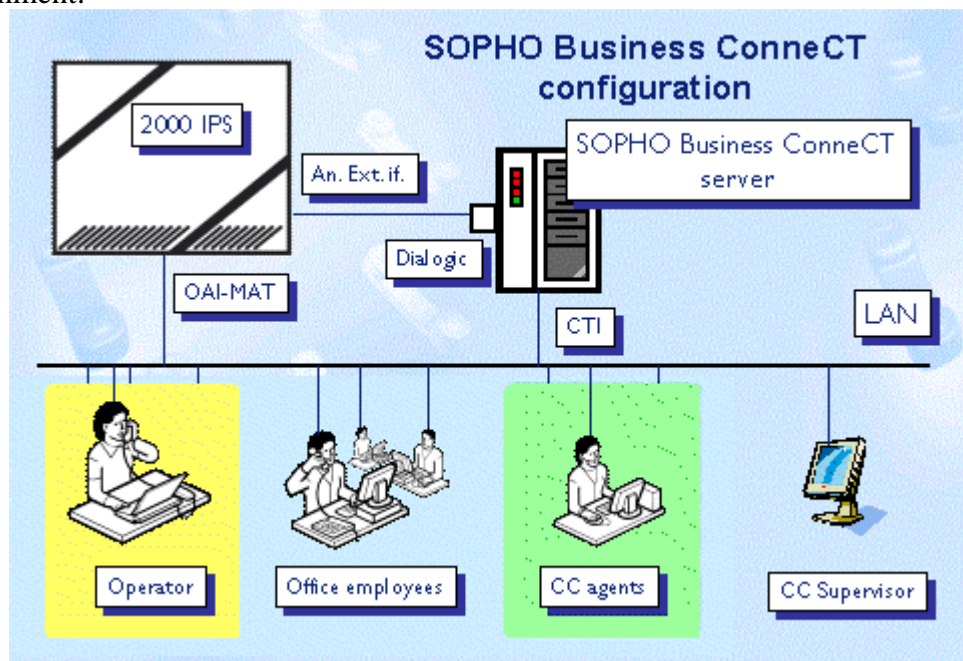 nment.
SOPHO Business ConneCT
configuration
2000 IPS
SOPHO Business ConneCT
server
An. Ext. if.
Dialogic
OAI-MAT
CTI
LAN
Operator
Office employees
CC agents
CC Supervisor